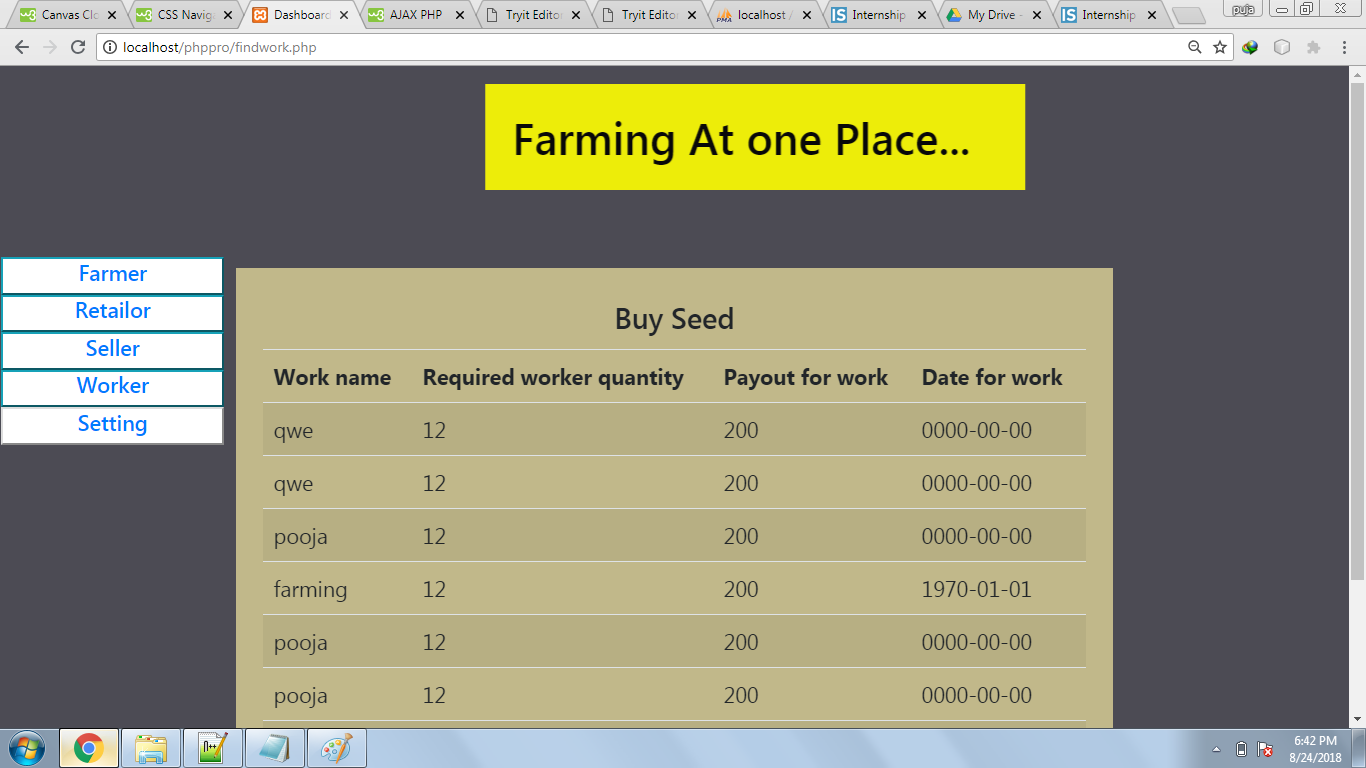 Canvas Clo
CSS Naviga
Dashboard
AJAX PHP
Tryit Editor
Tryit Editor
localhost /
Internship
My Drive -
Internship
puja
localhost/phppro/findwork.php
Farming At one Place...
Farmer
Retailor
Seller
Worker
Setting
Buy Seed
Work name Required worker quantity Payout for work Date for work
qwe 12 200 0000-00-00
qwe 12 200 0000-00-00
pooja 12 200 0000-00-00
farming 12 200 1970-01-01
pooja 12 200 0000-00-00
pooja 12 200 0000-00-00
6:42 PM
8/24/2018